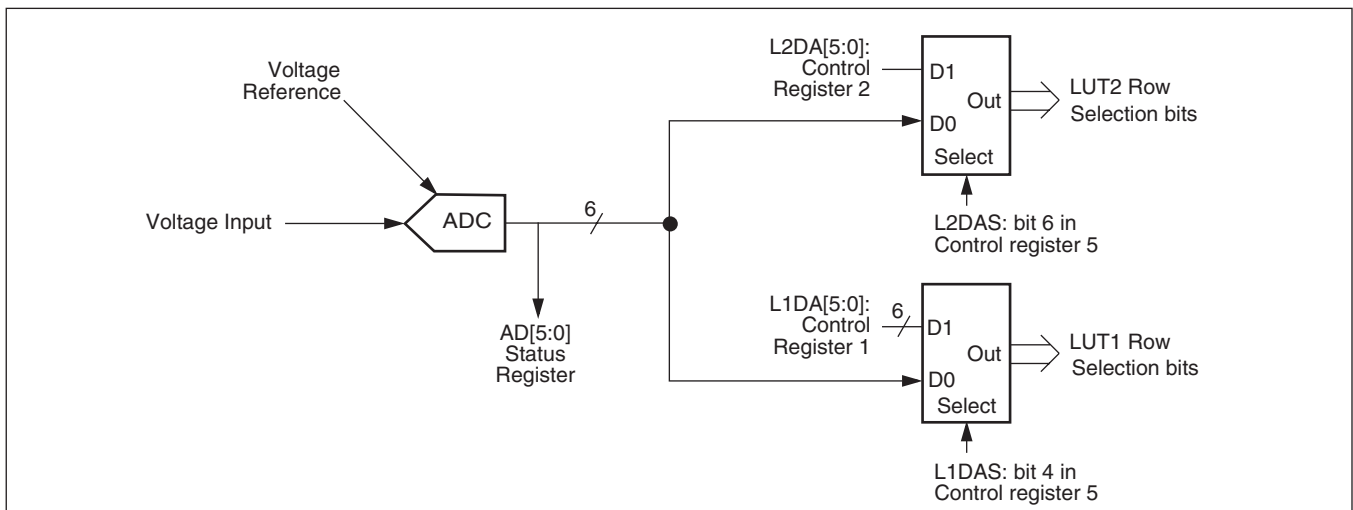 L2DA[5:0]:
Control
Register 2
D1
Out
D0
Select
LUT2 Row
Selection bits
Voltage
Reference
Voltage Input
ADC
6
L2DAS: bit 6 in
Control register 5
AD[5:0]
Status
Register
L1DA[5:0]:
Control
Register 1
6
D1
Out
D0
Select
LUT1 Row
Selection bits
L1DAS: bit 4 in
Control register 5